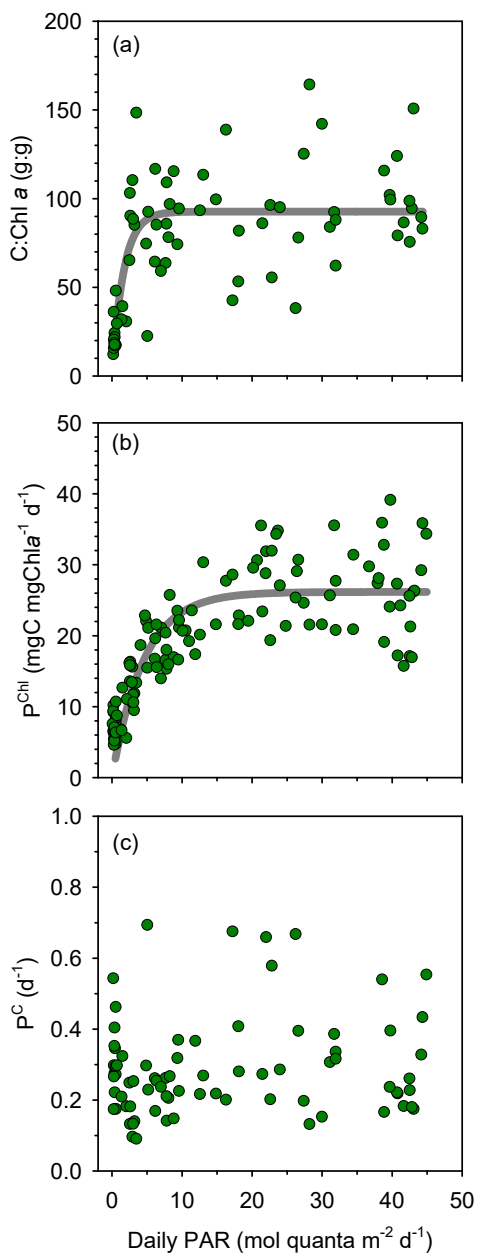 200
(a)
150
100
50
0
C:Chl a (g:g)
50
(b)
40
30
20
10
0
P^Chl (mgC mgChla^-1 d^-1)
1.0
(c)
0.8
0.6
0.4
0.2
0.0
P^C (d^-1)
0 10 20 30 40 50
Daily PAR (mol quanta m^-2 d^-1)